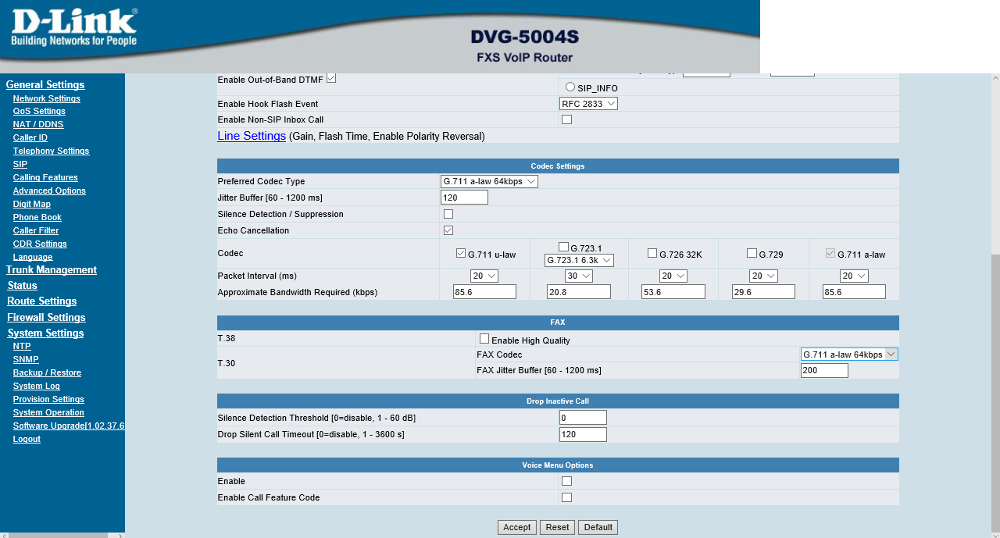 D-Link®
Building Networks for People
DVG-5004S
FXS VoIP Router
General Settings
Network Settings
QoS Settings
NAT / DDNS
Caller ID
Telephony Settings
SIP
Calling Features
Advanced Options
Digit Map
Phone Book
Caller Filter
CDR Settings
Language
Trunk Management
Status
Route Settings
Firewall Settings
System Settings
NTP
SNMP
Backup / Restore
System Log
Provision Settings
System Operation
Software Upgrade[1.02.37.6
Logout
Enable Out-of-Band DTMF
SIP_INFO
Enable Hook Flash Event RFC 2833
Enable Non-SIP Inbox Call
Line Settings (Gain, Flash Time, Enable Polarity Reversal)
Codec Settings
Preferred Codec Type G.711 a-law 64kbps
Jitter Buffer [60 - 1200 ms] 120
Silence Detection / Suppression
Echo Cancellation
Codec G.711 u-law G.723.1 G.723.1 6.3k G.726 32K G.729 G.711 a-law
Packet Interval (ms) 20 30 20 20 20
Approximate Bandwidth Required (kbps) 85.6 20.8 53.6 29.6 85.6
FAX
T.38 Enable High Quality
T.30 FAX Codec G.711 a-law 64kbps
FAX Jitter Buffer [60 - 1200 ms] 200
Drop Inactive Call
Silence Detection Threshold [0=disable, 1 - 60 dB] 0
Drop Silent Call Timeout [0=disable, 1 - 3600 s] 120
Voice Menu Options
Enable
Enable Call Feature Code
Accept Reset Default